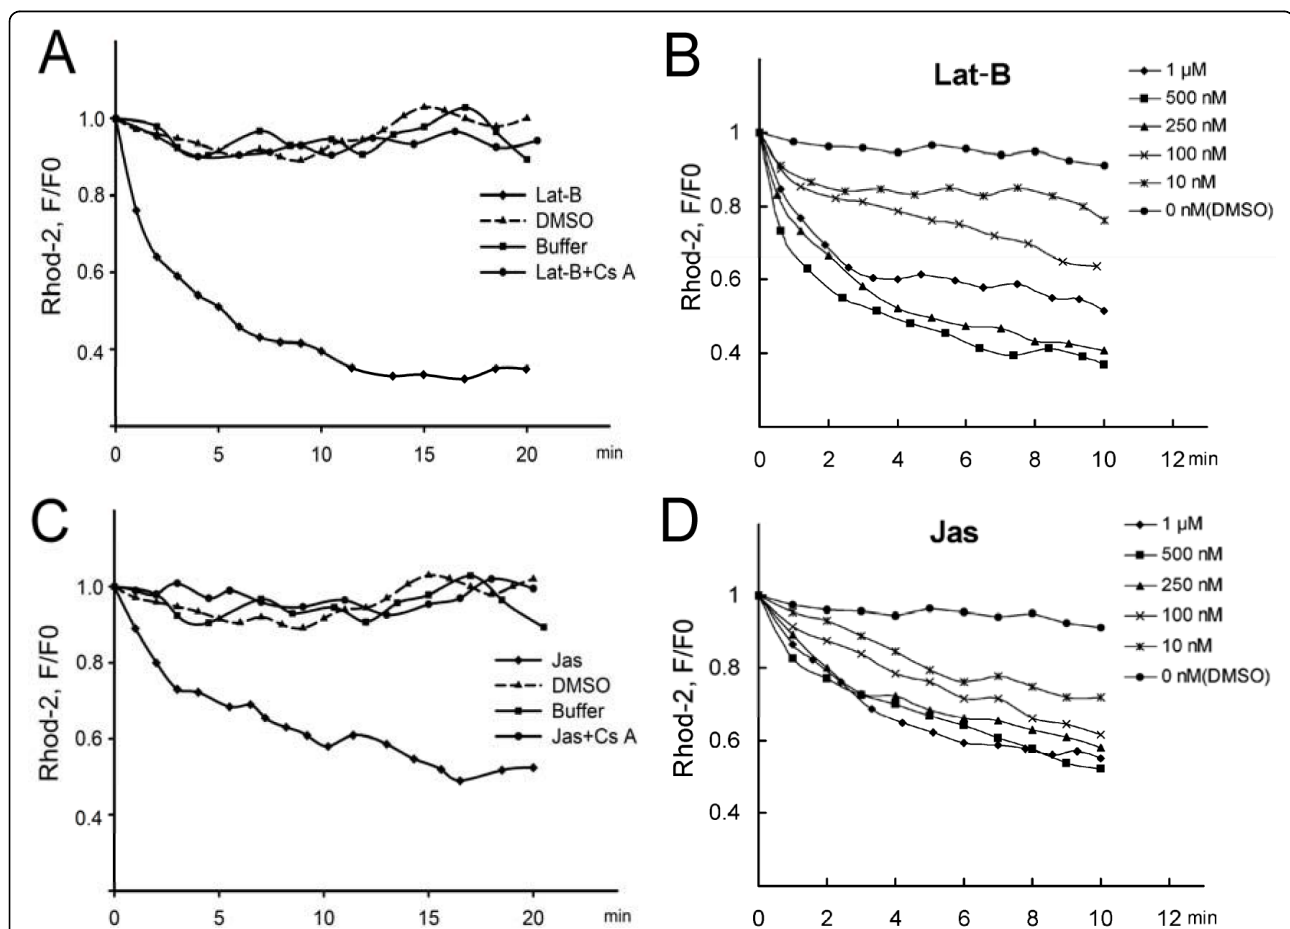 A
Rhod-2, F/F0
1.0
0.8
0.6
0.4
0 5 10 15 20 min
Lat-B
DMSO
Buffer
Lat-B+Cs A
B
Lat-B
Rhod-2, F/F0
1
0.8
0.6
0.4
0 2 4 6 8 10 12 min
1 µM
500 nM
250 nM
100 nM
10 nM
0 nM(DMSO)
C
Rhod-2, F/F0
1.0
0.8
0.6
0.4
0 5 10 15 20 min
Jas
DMSO
Buffer
Jas+Cs A
D
Jas
Rhod-2, F/F0
1
0.8
0.6
0.4
0 2 4 6 8 10 12 min
1 µM
500 nM
250 nM
100 nM
10 nM
0 nM(DMSO)